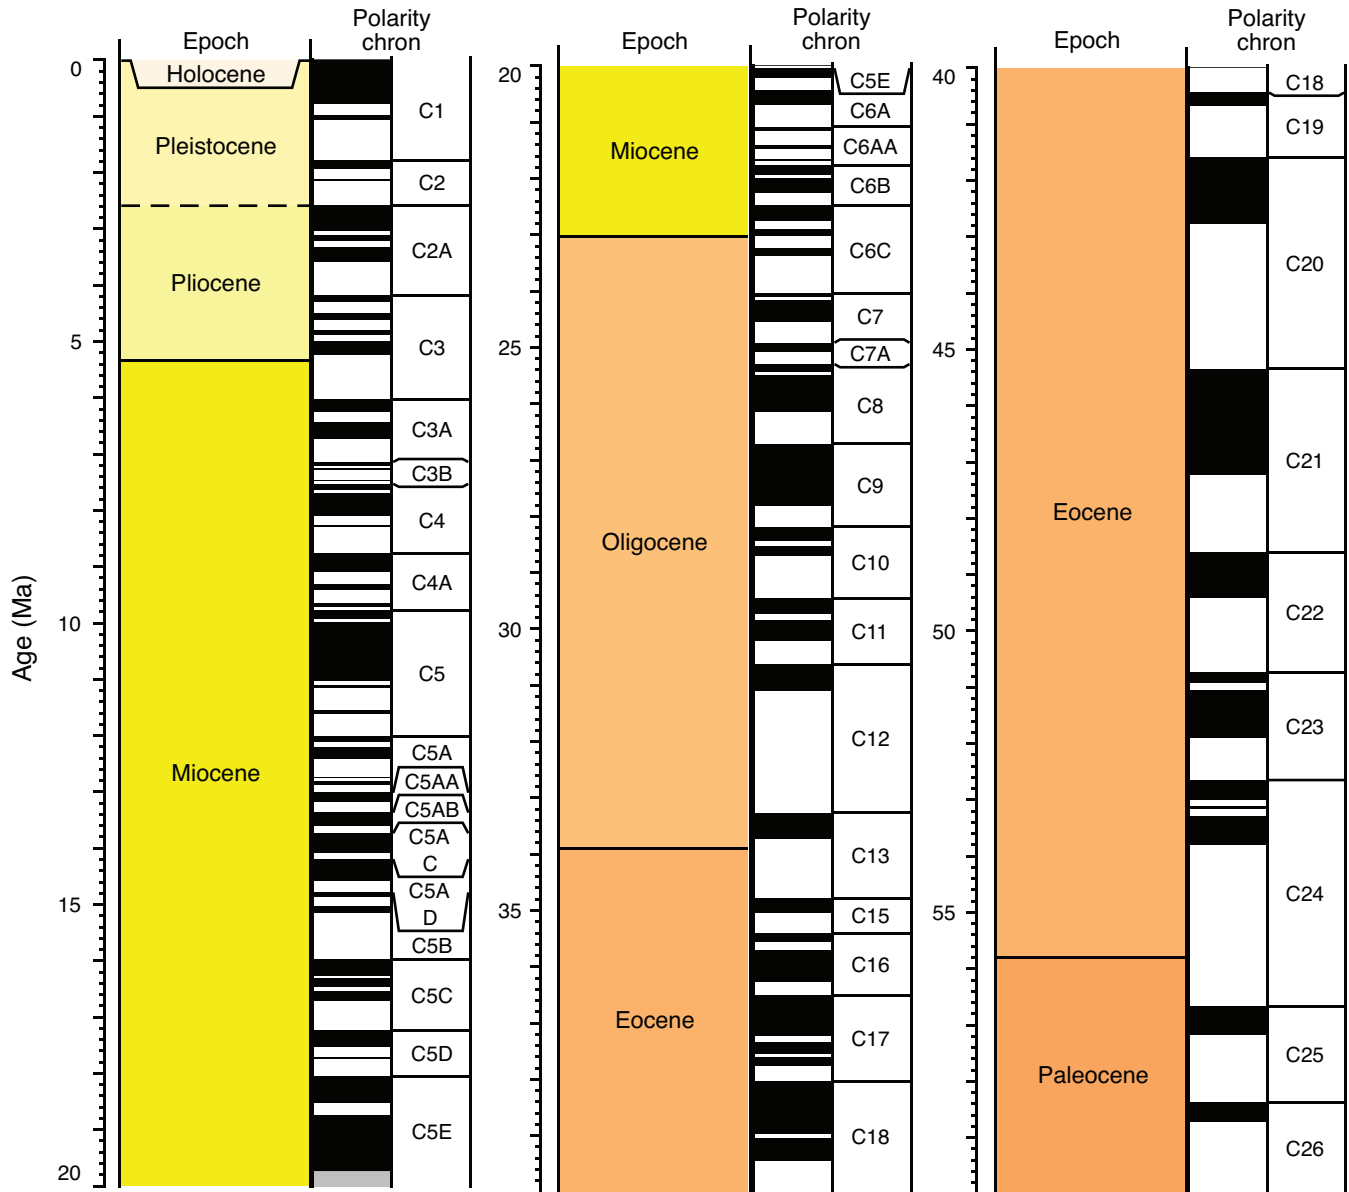 Epoch
Polarity
chron
Age (Ma)
0
5
10
15
20
Holocene
Pleistocene
Pliocene
Miocene
C1
C2
C2A
C3
C3A
C3B
C4
C4A
C5
C5A
C5AA
C5AB
C5A
C
C5A
D
C5B
C5C
C5D
C5E
Epoch
Polarity
chron
20
25
30
35
Miocene
Oligocene
Eocene
C5E
C6A
C6AA
C6B
C6C
C7
C7A
C8
C9
C10
C11
C12
C13
C15
C16
C17
C18
Epoch
Polarity
chron
40
45
50
55
Eocene
Paleocene
C18
C19
C20
C21
C22
C23
C24
C25
C26